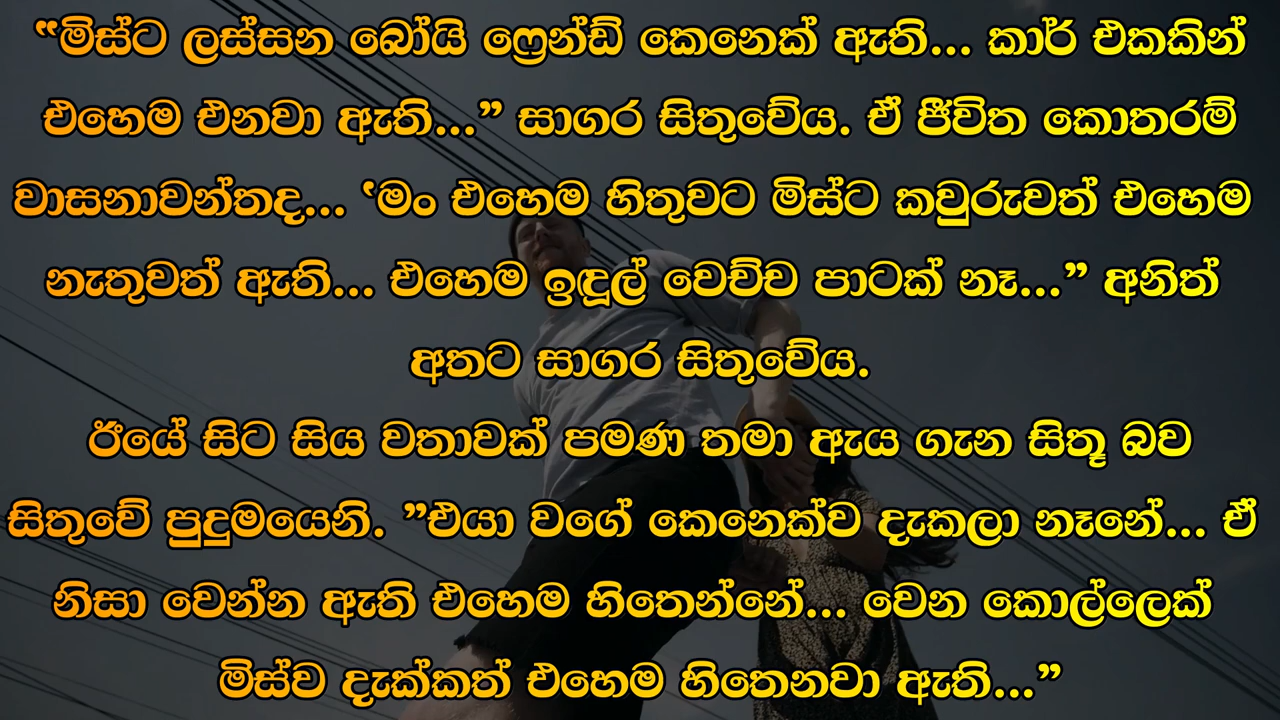 “මිස්ට ලස්සන බෝයි ෆ්‍රෙන්ඩ් කෙනෙක් ඇති... කාර් එකකින්
එහෙම එනවා ඇති...” සාගර සිතුවේය. ඒ ජීවිත කොතරම්
වාසනාවන්තද... ‘මං එහෙම හිතුවට මිස්ට කවුරුවත් එහෙම
නැතුවත් ඇති... එහෙම ඉඳූල් වෙච්ච පාටක් නෑ...” අනිත්
අතට සාගර සිතුවේය.
ඊයේ සිට සිය වතාවක් පමණ තමා ඇය ගැන සිතූ බව
සිතුවේ පුදුමයෙනි. ”එයා වගේ කෙනෙක්ව දැකලා නෑනේ... ඒ
නිසා වෙන්න ඇති එහෙම හිතෙන්නේ... වෙන කොල්ලෙක්
මිස්ව දැක්කත් එහෙම හිතෙනවා ඇති...”